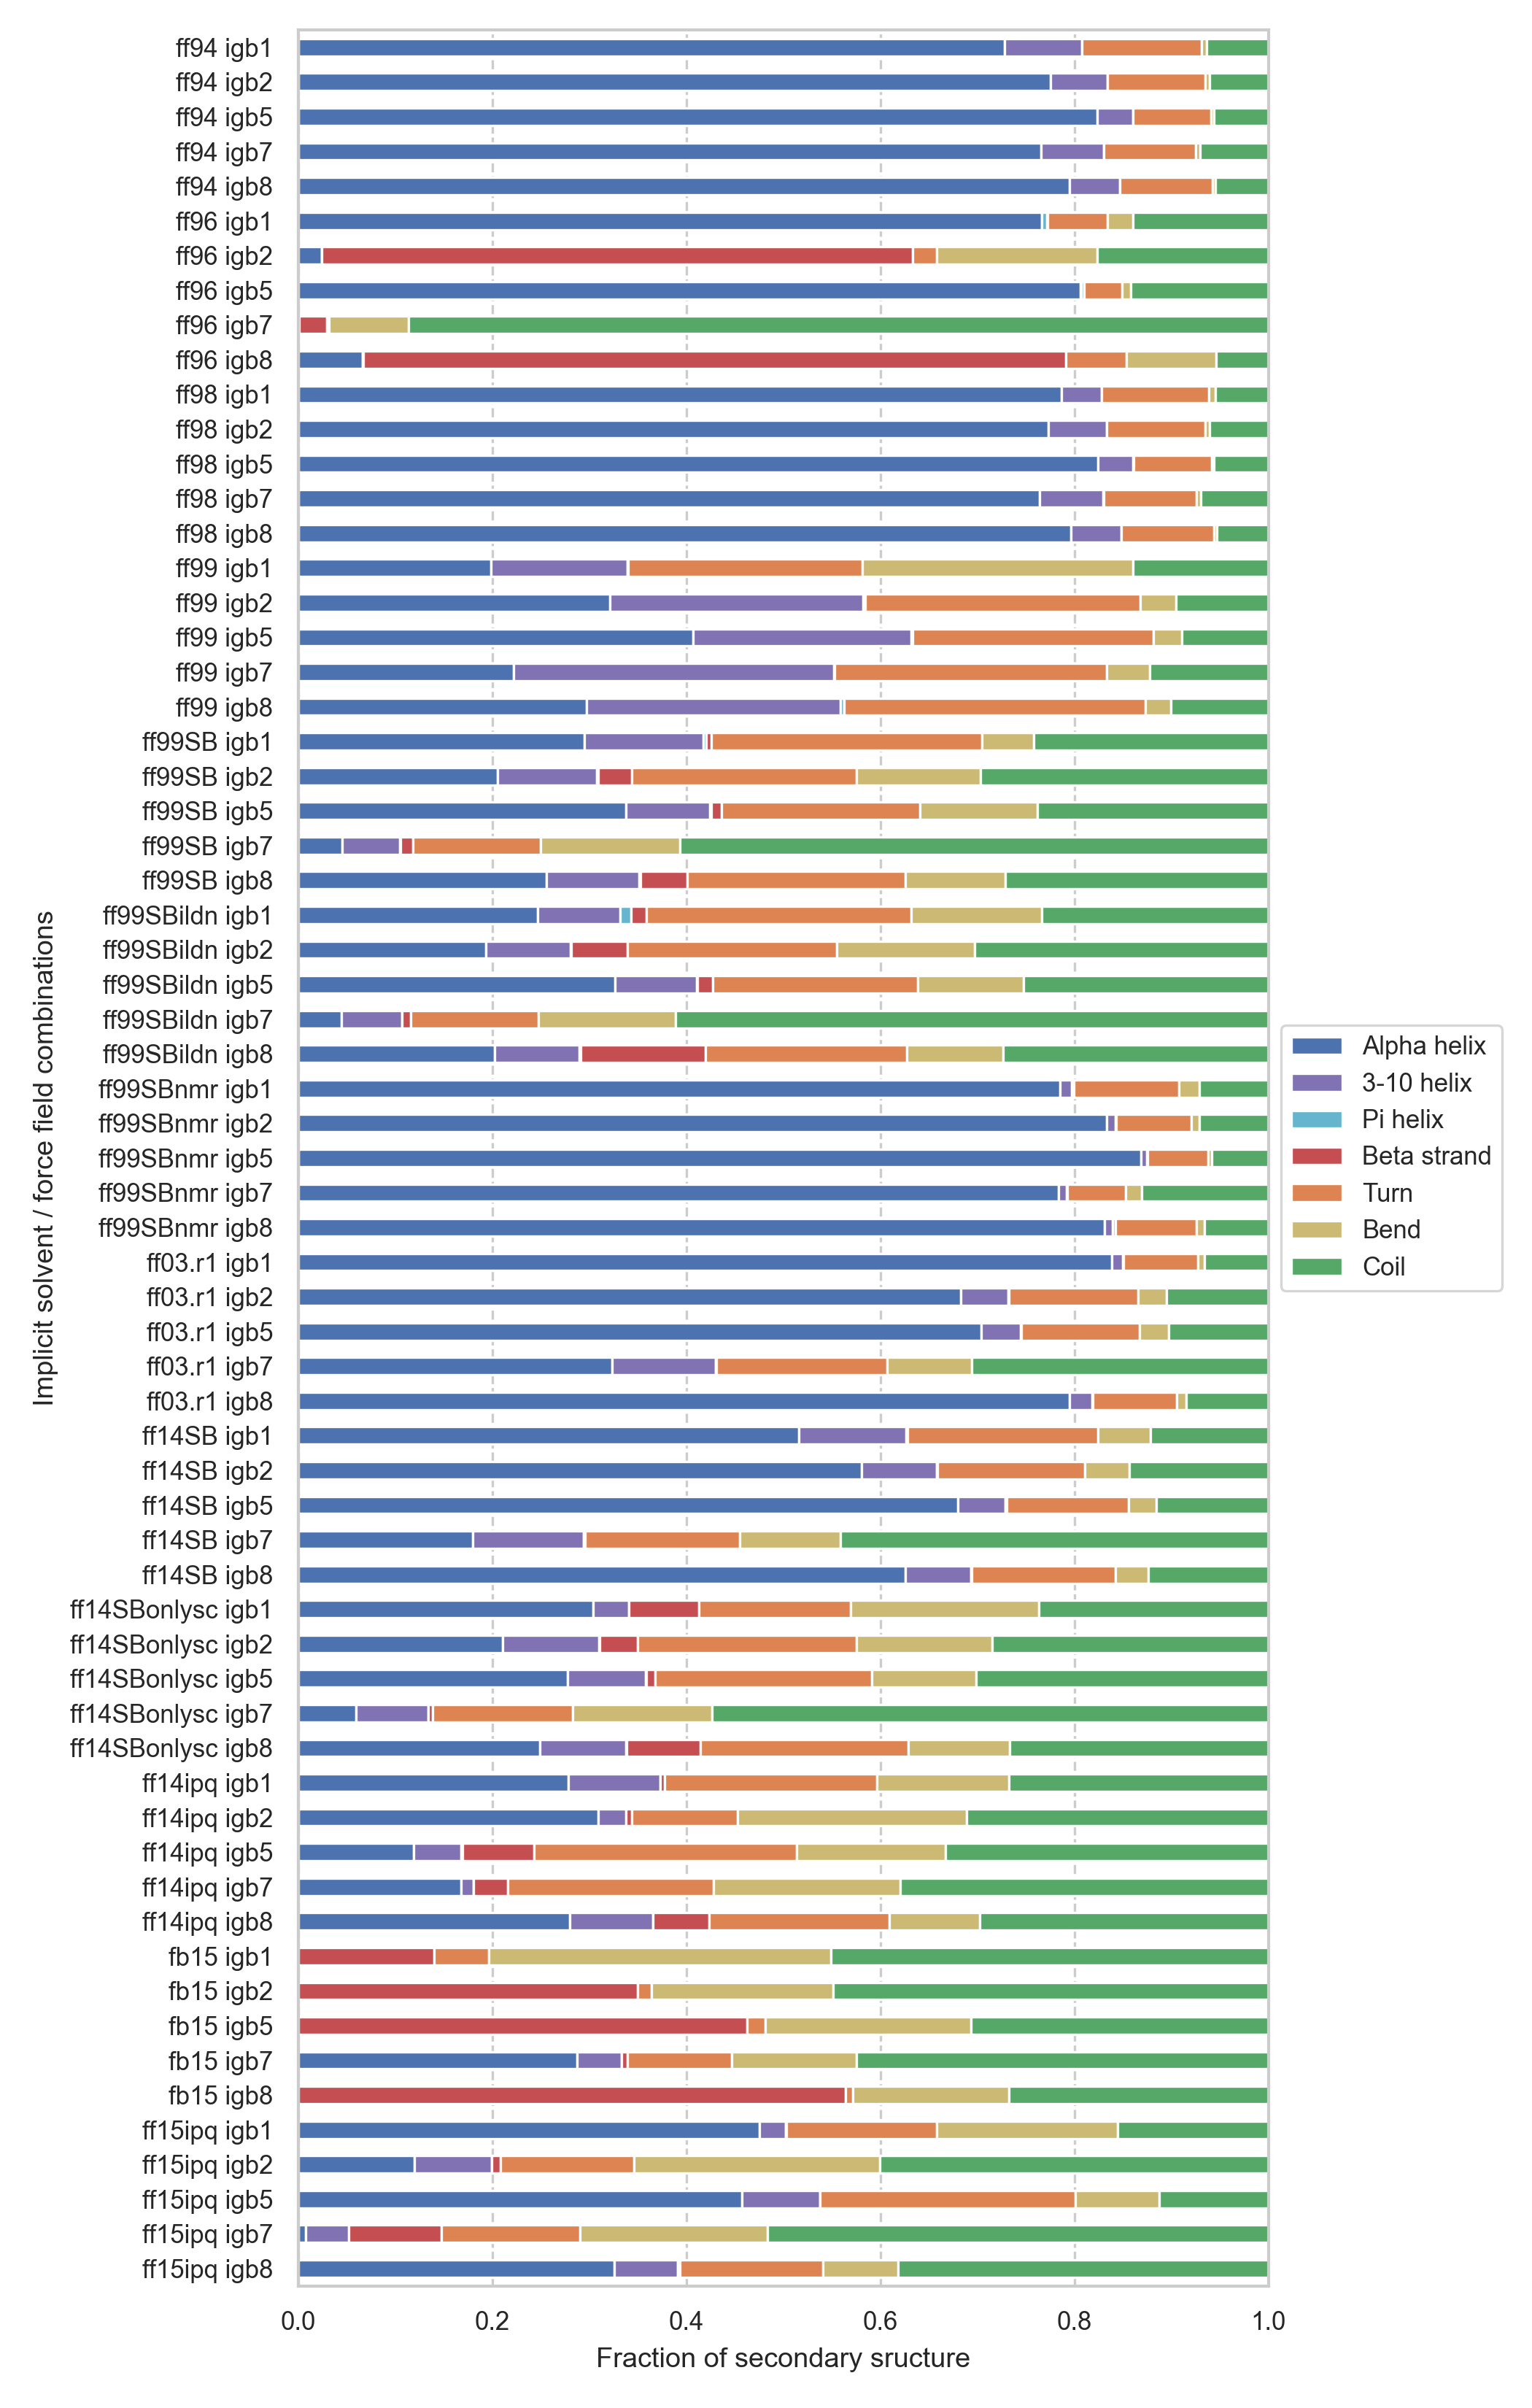 ff94 igb1
ff94 igb2
ff94 igb5
ff94 igb7
ff94 igb8
ff96 igb1
ff96 igb2
ff96 igb5
ff96 igb7
ff96 igb8
ff98 igb1
ff98 igb2
ff98 igb5
ff98 igb7
ff98 igb8
ff99 igb1
ff99 igb2
ff99 igb5
ff99 igb7
ff99 igb8
ff99SB igb1
ff99SB igb2
ff99SB igb5
ff99SB igb7
ff99SB igb8
ff99SBildn igb1
ff99SBildn igb2
ff99SBildn igb5
ff99SBildn igb7
ff99SBildn igb8
ff99SBnmr igb1
ff99SBnmr igb2
ff99SBnmr igb5
ff99SBnmr igb7
ff99SBnmr igb8
ff03.r1 igb1
ff03.r1 igb2
ff03.r1 igb5
ff03.r1 igb7
ff03.r1 igb8
ff14SB igb1
ff14SB igb2
ff14SB igb5
ff14SB igb7
ff14SB igb8
ff14SBonlysc igb1
ff14SBonlysc igb2
ff14SBonlysc igb5
ff14SBonlysc igb7
ff14SBonlysc igb8
ff14ipq igb1
ff14ipq igb2
ff14ipq igb5
ff14ipq igb7
ff14ipq igb8
fb15 igb1
fb15 igb2
fb15 igb5
fb15 igb7
fb15 igb8
ff15ipq igb1
ff15ipq igb2
ff15ipq igb5
ff15ipq igb7
ff15ipq igb8
Implicit solvent / force field combinations
0.0 0.2 0.4 0.6 0.8 1.0
Fraction of secondary sructure
Alpha helix
3-10 helix
Pi helix
Beta strand
Turn
Bend
Coil